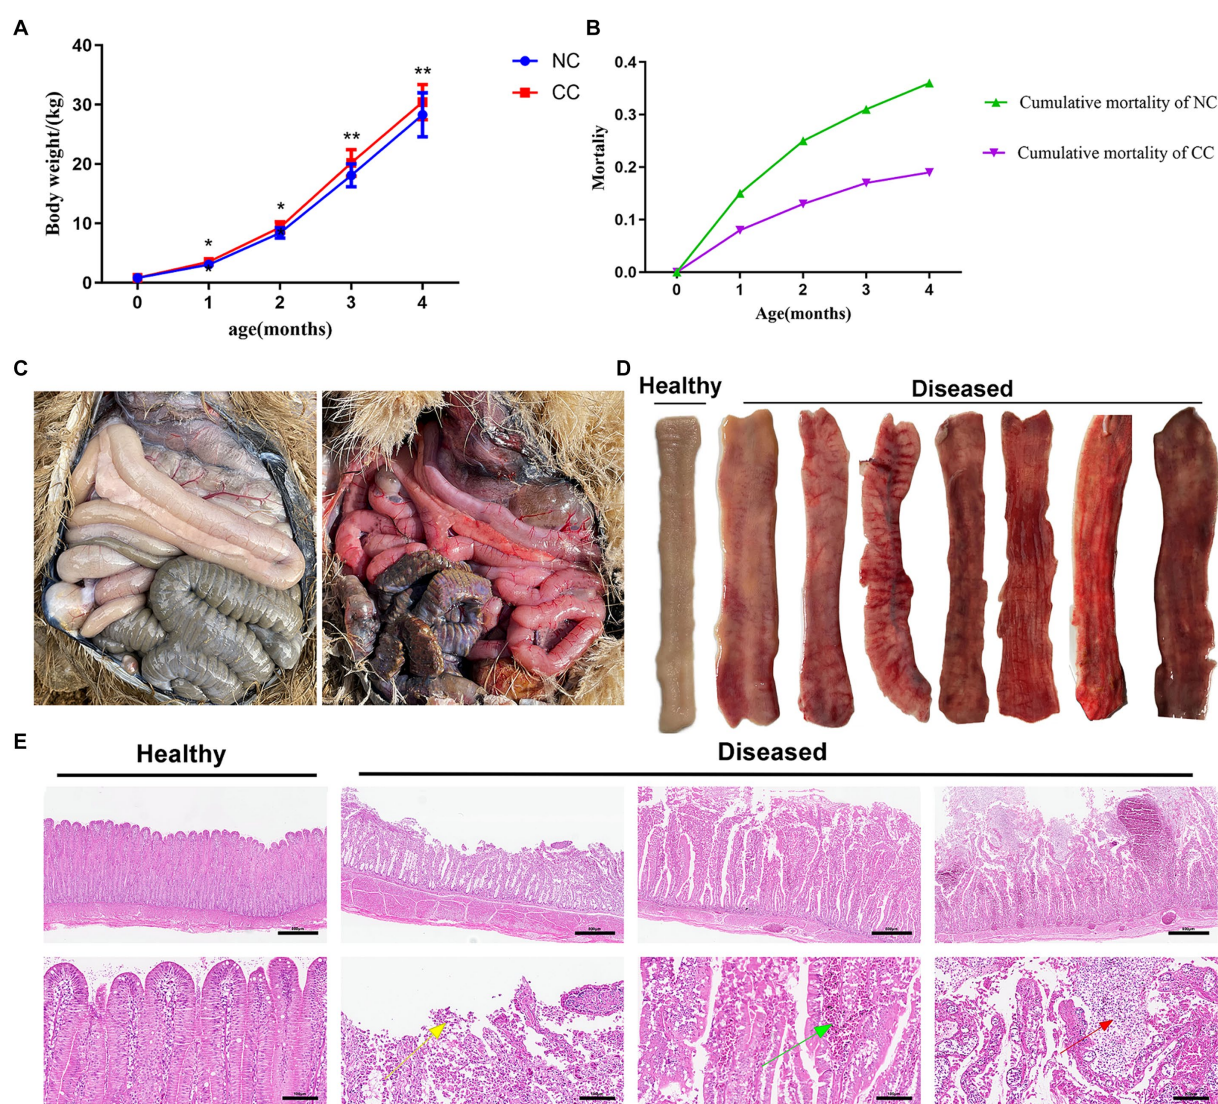 A
40
30
20
10
0
Body weight/(kg)
0 1 2 3 4
age(months)
* * * * ** **
NC
CC
B
0.4
0.3
0.2
0.1
0.0
Mortaliy
0 1 2 3 4
Age(months)
Cumulative mortality of NC
Cumulative mortality of CC
C
D
Healthy
Diseased
E
Healthy
Diseased